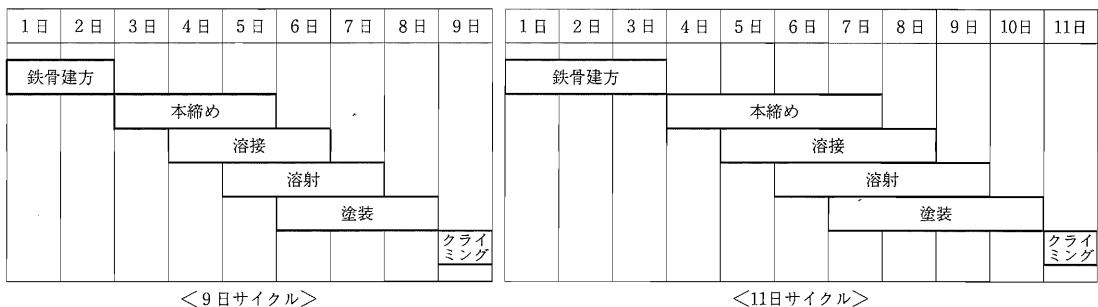 1日 2日 3日 4日 5日 6日 7日 8日 9日
鉄骨建方
本締め
溶接
溶射
塗装
クライ
ミング
<9日サイクル>
1日 2日 3日 4日 5日 6日 7日 8日 9日 10日 11日
鉄骨建方
本締め
溶接
溶射
塗装
クライ
ミング
<11日サイクル>